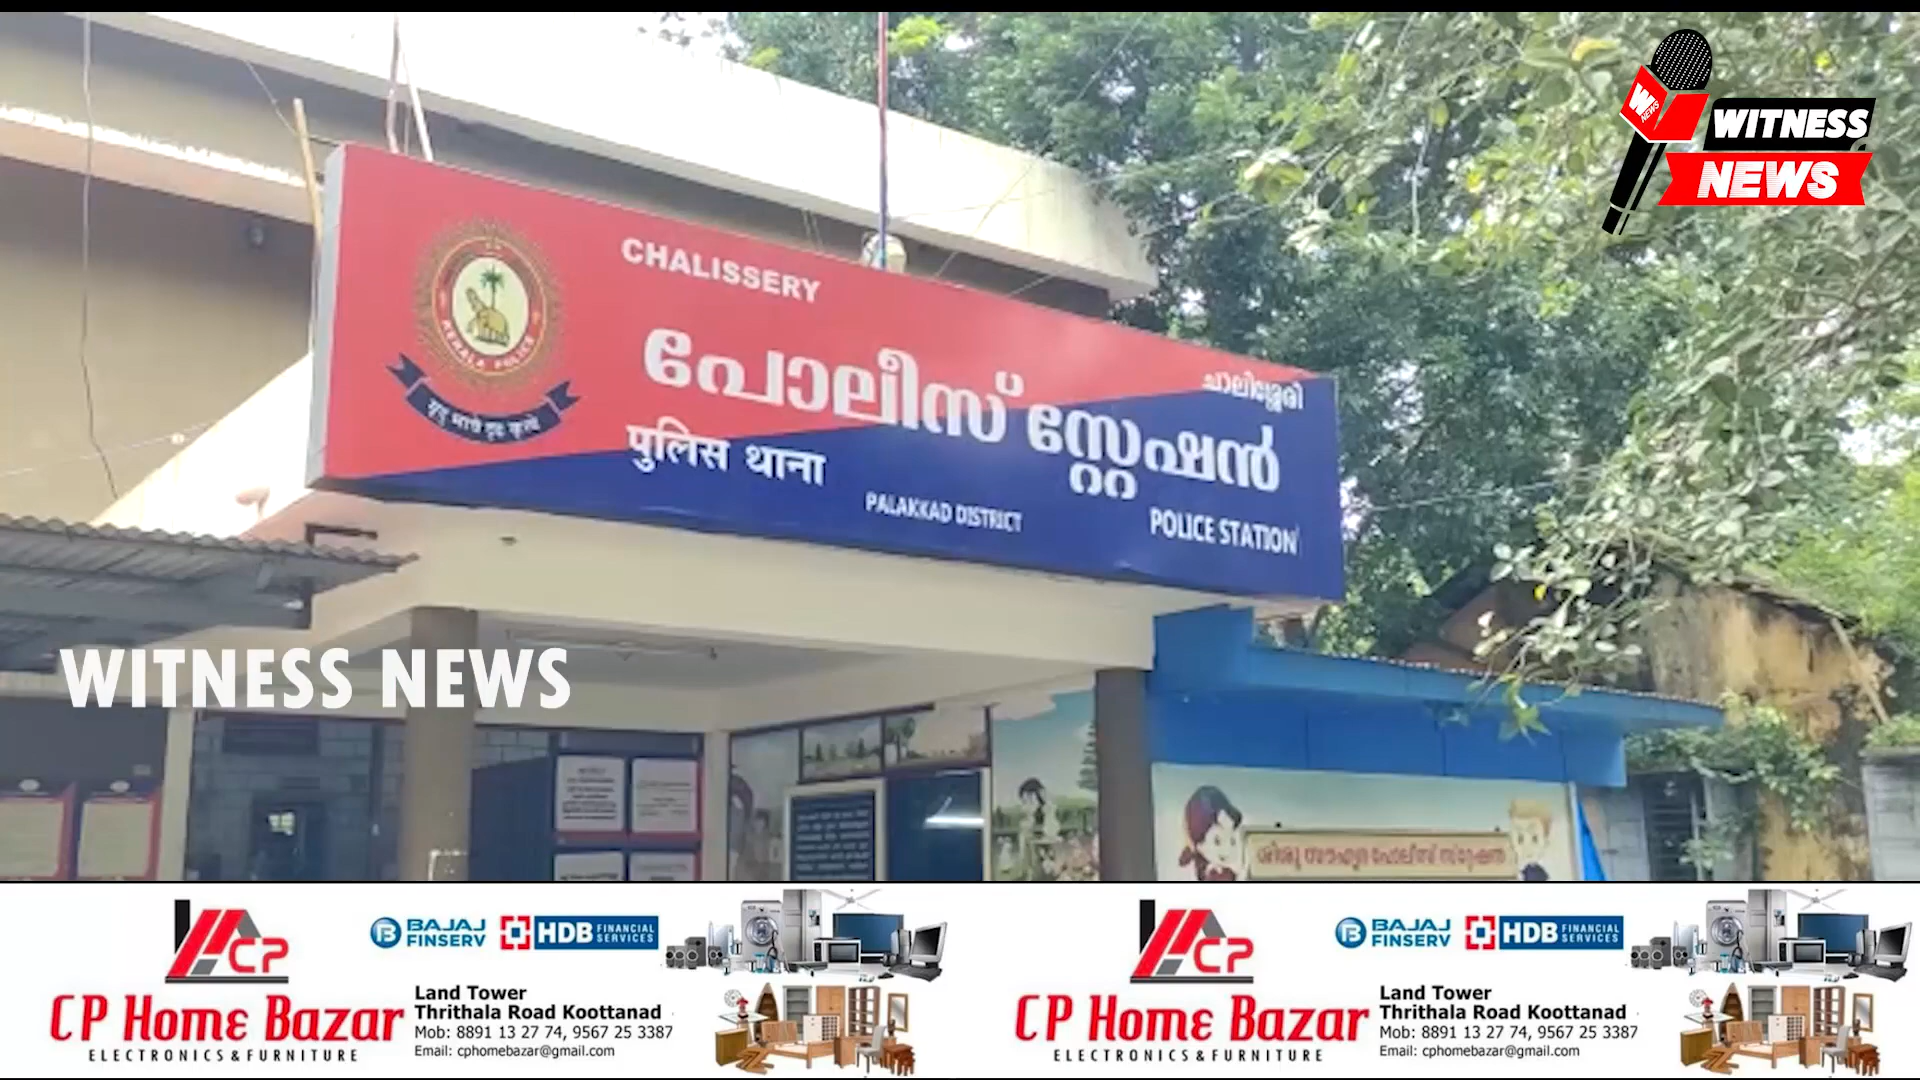 WITNESS
NEWS
CHALISSERY
പോലീസ് സ്റ്റേഷൻ
ചാലിശ്ശേരി
पुलिस थाना
PALAKKAD DISTRICT
POLICE STATION
KERALA POLICE
मृदु भावे दृढ कृत्ये
WITNESS NEWS
ശിശു സൗഹൃദ പോലീസ് സ്റ്റേഷൻ
CP
CP Home Bazar
ELECTRONICS & FURNITURE
BAJAJ
FINSERV
HDB FINANCIAL
SERVICES
Land Tower
Thrithala Road Koottanad
Mob: 8891 13 27 74, 9567 25 3387
Email: cphomebazar@gmail.com
CP
CP Home Bazar
ELECTRONICS & FURNITURE
BAJAJ
FINSERV
HDB FINANCIAL
SERVICES
Land Tower
Thrithala Road Koottanad
Mob: 8891 13 27 74, 9567 25 3387
Email: cphomebazar@gmail.com